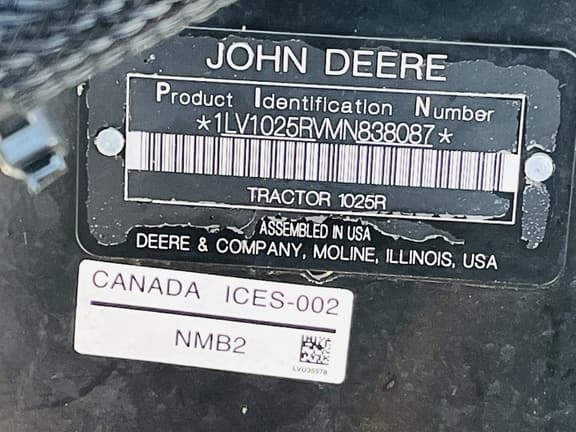 JOHN DEERE
Product Identification Number
*1LV1025RVMN838087*
TRACTOR 1025R
ASSEMBLED IN USA
DEERE & COMPANY, MOLINE, ILLINOIS, USA
CANADA ICES-002
NMB2
LVU35578